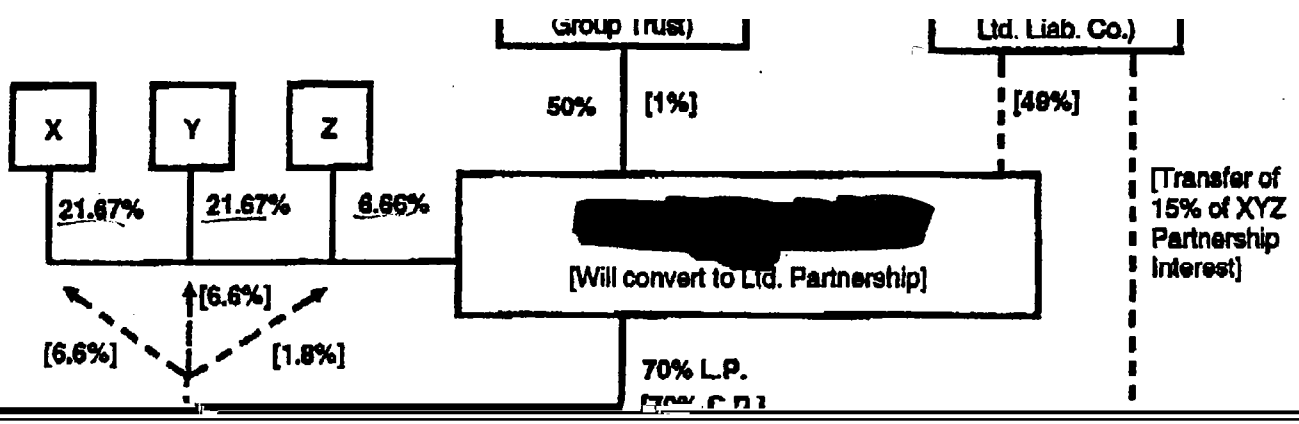 Group Trust)
Ltd. Liab. Co.)
50%
[1%]
[49%]
X
Y
Z
21.67%
21.67%
6.66%
[Transfer of
15% of XYZ
Partnership
Interest]
[Will convert to Ltd. Partnership]
[6.6%]
[6.6%]
[1.8%]
70% L.P.